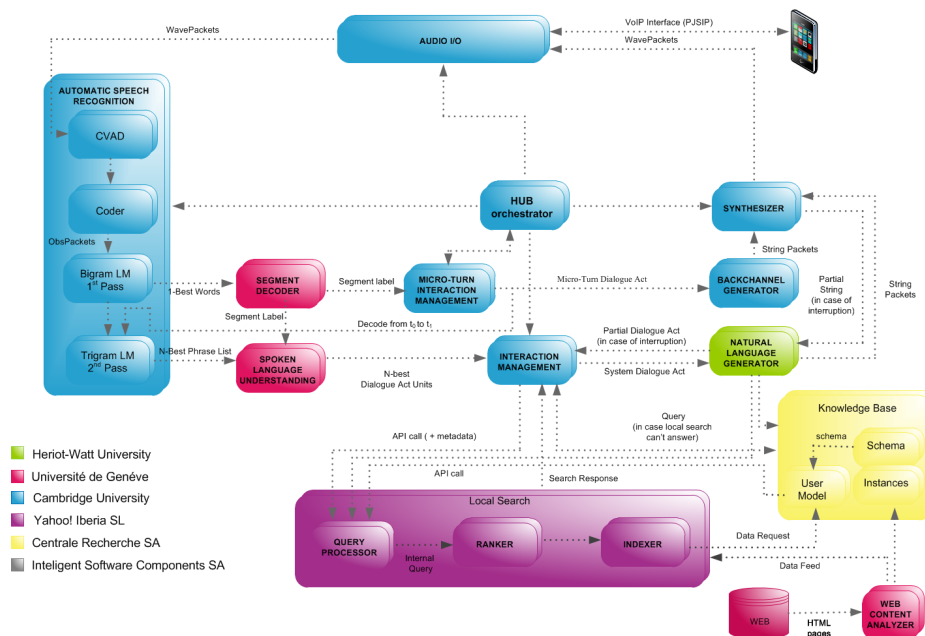 VoIP Interface (PJSIP)
WavePackets
WavePackets
AUDIO I/O
AUTOMATIC SPEECH
RECOGNITION
CVAD
Coder
ObsPackets
Bigram LM
1st Pass
1-Best Words
Trigram LM
2nd Pass
N-Best Phrase List
SEGMENT
DECODER
Segment label
Segment Label
SPOKEN
LANGUAGE
UNDERSTANDING
HUB
orchestrator
MICRO-TURN
INTERACTION
MANAGEMENT
Micro-Turn Dialogue Act
Decode from t0 to t1
N-best
Dialogue Act Units
INTERACTION
MANAGEMENT
SYNTHESIZER
String Packets
BACKCHANNEL
GENERATOR
Partial
String
(in case of
interruption)
String
Packets
Partial Dialogue Act
(in case of interruption)
System Dialogue Act
NATURAL
LANGUAGE
GENERATOR
Query
(in case local search
can't answer)
API call ( + metadata)
API call
Search Response
Knowledge Base
schema
Schema
User
Model
Instances
Local Search
QUERY
PROCESSOR
Internal
Query
RANKER
INDEXER
Data Request
Data Feed
WEB
HTML
pages
WEB
CONTENT
ANALYZER
Heriot-Watt University
Université de Genéve
Cambridge University
Yahoo! Iberia SL
Centrale Recherche SA
Inteligent Software Components SA